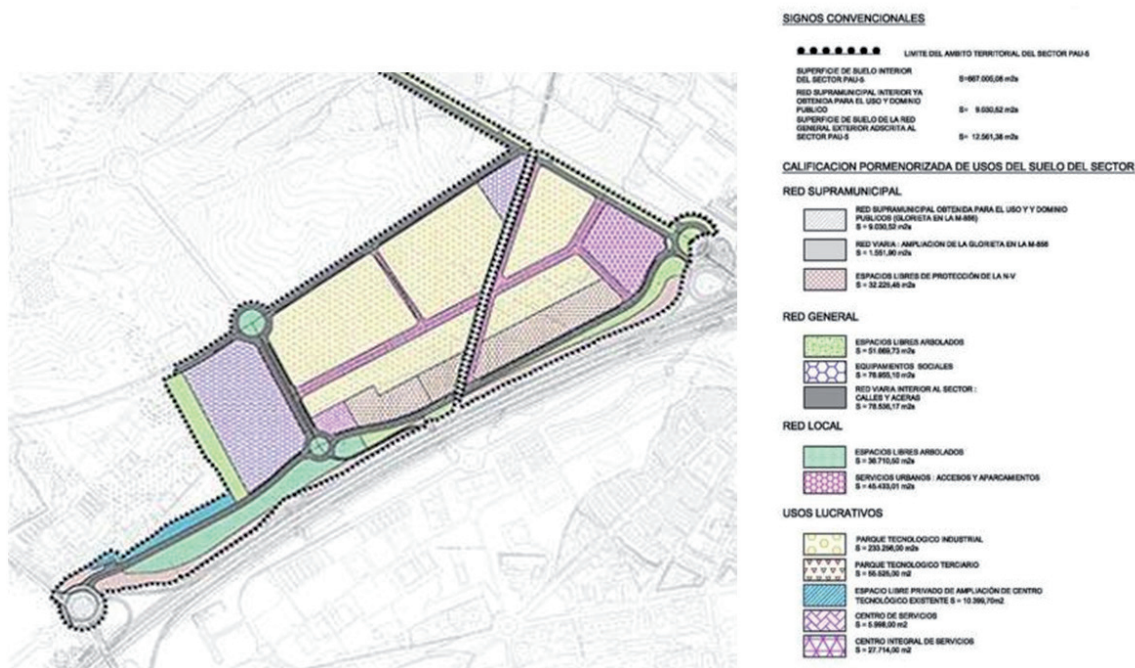 SIGNOS CONVENCIONALES
LIMITE DEL AMBITO TERRITORIAL DEL SECTOR PAU-5
SUPERFICIE DE SUELO INTERIOR
DEL SECTOR PAU-5 S=667.005,08 m2s
RED SUPRAMUNICIPAL INTERIOR YA
OBTENIDA PARA EL USO Y DOMINIO
PUBLICO S= 9.030,52 m2s
SUPERFICIE DE SUELO DE LA RED
GENERAL EXTERIOR ADSCRITA AL
SECTOR PAU-5 S= 12.561,38 m2s
CALIFICACION PORMENORIZADA DE USOS DEL SUELO DEL SECTOR
RED SUPRAMUNICIPAL
RED SUPRAMUNICIPAL OBTENIDA PARA EL USO Y Y DOMINIO
PUBLICOS (GLORIETA EN LA M-856)
S = 9.030,52 m2s
RED VIARIA : AMPLIACION DE LA GLORIETA EN LA M-856
S = 1.551,90 m2s
ESPACIOS LIBRES DE PROTECCIÓN DE LA N-V
S = 32.225,45 m2s
RED GENERAL
ESPACIOS LIBRES ARBOLADOS
S = 51.669,73 m2s
EQUIPAMIENTOS SOCIALES
S = 76.955,10 m2s
RED VIARIA INTERIOR AL SECTOR :
CALLES Y ACERAS
S = 78.536,17 m2s
RED LOCAL
ESPACIOS LIBRES ARBOLADOS
S = 36.710,50 m2s
SERVICIOS URBANOS : ACCESOS Y APARCAMIENTOS
S = 45.433,01 m2s
USOS LUCRATIVOS
PARQUE TECNOLOGICO INDUSTRIAL
S = 233.256,00 m2s
PARQUE TECNOLOGICO TERCIARIO
S = 55.525,00 m2
ESPACIO LIBRE PRIVADO DE AMPLIACIÓN DE CENTRO
TECNOLÓGICO EXISTENTE S = 10.399,70m2
CENTRO DE SERVICIOS
S = 5.998,00 m2
CENTRO INTEGRAL DE SERVICIOS
S = 27.714,00 m2